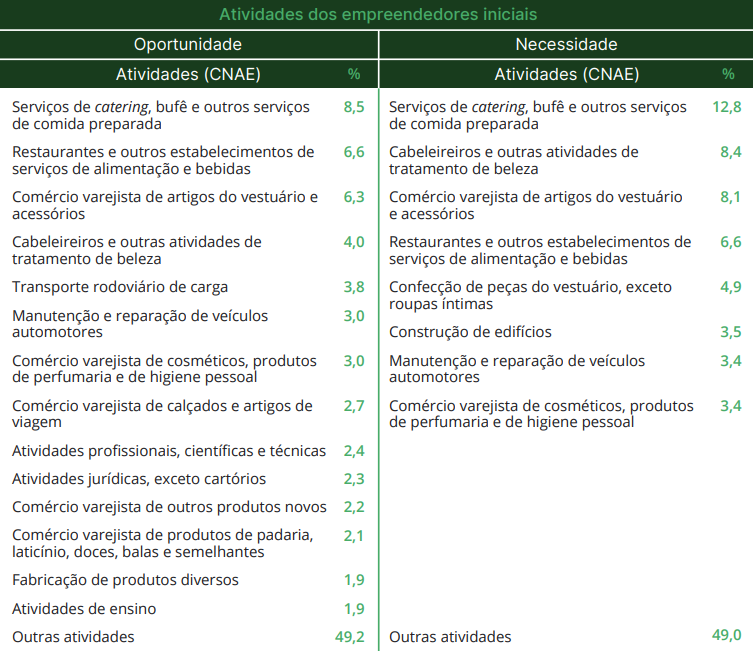 Atividades dos empreendedores iniciais
Oportunidade
Atividades (CNAE) %
Serviços de catering, bufê e outros serviços 8,5
de comida preparada
Restaurantes e outros estabelecimentos de 6,6
serviços de alimentação e bebidas
Comércio varejista de artigos do vestuário e 6,3
acessórios
Cabeleireiros e outras atividades de 4,0
tratamento de beleza
Transporte rodoviário de carga 3,8
Manutenção e reparação de veículos 3,0
automotores
Comércio varejista de cosméticos, produtos 3,0
de perfumaria e de higiene pessoal
Comércio varejista de calçados e artigos de 2,7
viagem
Atividades profissionais, científicas e técnicas 2,4
Atividades jurídicas, exceto cartórios 2,3
Comércio varejista de outros produtos novos 2,2
Comércio varejista de produtos de padaria, 2,1
laticínio, doces, balas e semelhantes
Fabricação de produtos diversos 1,9
Atividades de ensino 1,9
Outras atividades 49,2
Necessidade
Atividades (CNAE) %
Serviços de catering, bufê e outros serviços 12,8
de comida preparada
Cabeleireiros e outras atividades de 8,4
tratamento de beleza
Comércio varejista de artigos do vestuário 8,1
e acessórios
Restaurantes e outros estabelecimentos de 6,6
serviços de alimentação e bebidas
Confecção de peças do vestuário, exceto 4,9
roupas íntimas
Construção de edifícios 3,5
Manutenção e reparação de veículos 3,4
automotores
Comércio varejista de cosméticos, produtos 3,4
de perfumaria e de higiene pessoal
Outras atividades 49,0